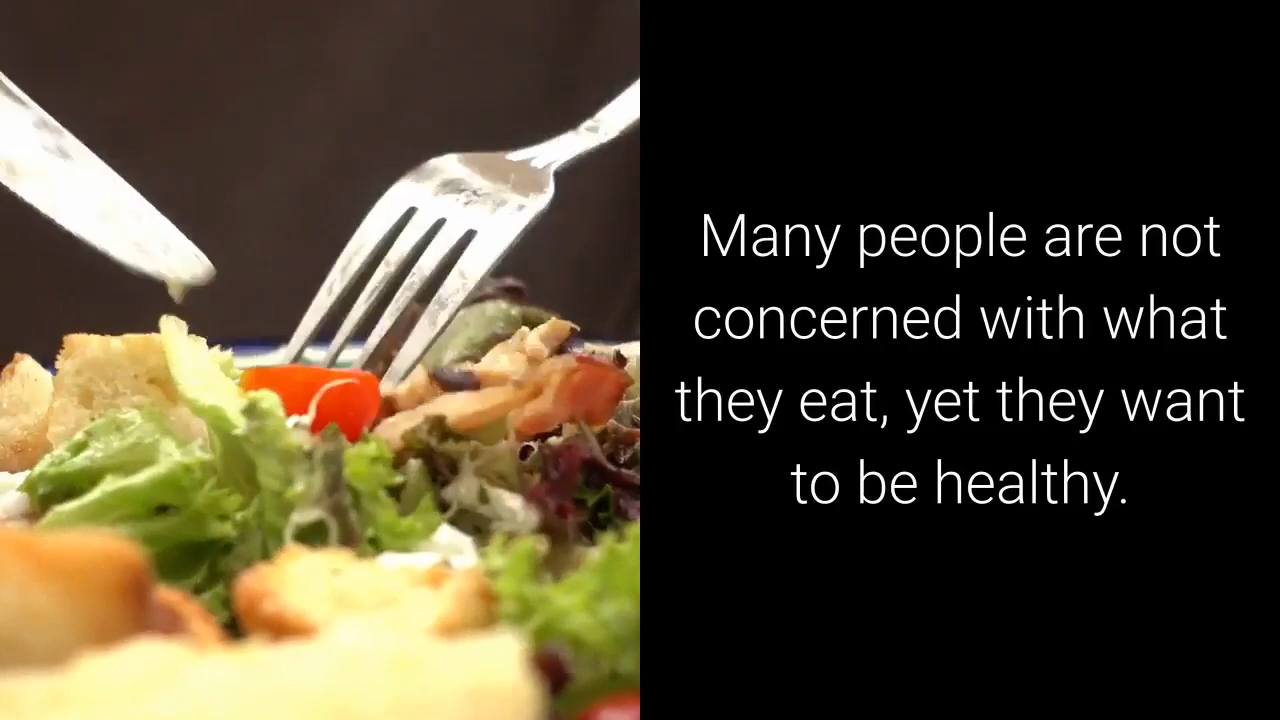 Many people are not
concerned with what
they eat, yet they want
to be healthy.